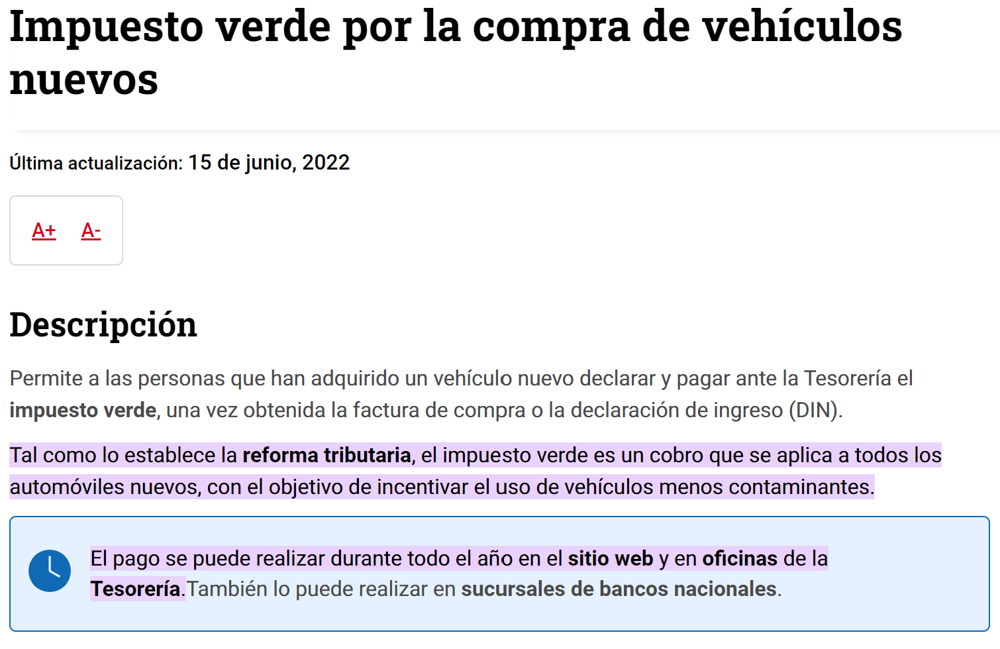 Impuesto verde por la compra de vehículos
nuevos
Última actualización: 15 de junio, 2022
A+ A-
Descripción
Permite a las personas que han adquirido un vehículo nuevo declarar y pagar ante la Tesorería el
impuesto verde, una vez obtenida la factura de compra o la declaración de ingreso (DIN).
Tal como lo establece la reforma tributaria, el impuesto verde es un cobro que se aplica a todos los
automóviles nuevos, con el objetivo de incentivar el uso de vehículos menos contaminantes.
El pago se puede realizar durante todo el año en el sitio web y en oficinas de la
Tesorería.También lo puede realizar en sucursales de bancos nacionales.